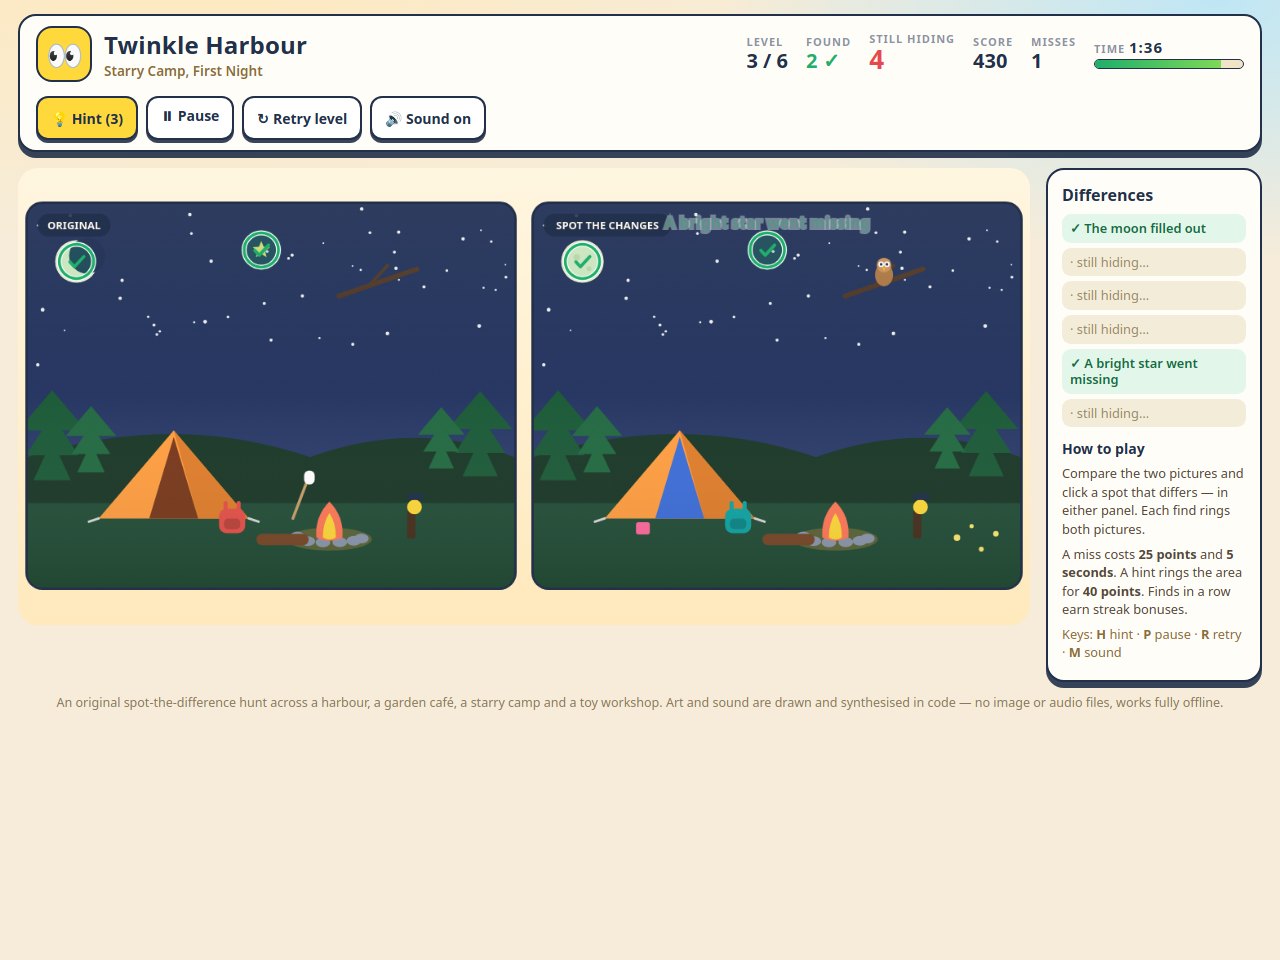 Twinkle Harbour
Starry Camp, First Night
LEVEL
3 / 6
FOUND
2 ✓
STILL HIDING
4
SCORE
430
MISSES
1
TIME 1:36
💡 Hint (3)
⏸ Pause
↻ Retry level
🔊 Sound on
ORIGINAL
SPOT THE CHANGES
A bright star went missing
Differences
✓ The moon filled out
· still hiding…
· still hiding…
· still hiding…
✓ A bright star went
missing
· still hiding…
How to play
Compare the two pictures and
click a spot that differs — in
either panel. Each find rings
both pictures.
A miss costs 25 points and 5
seconds. A hint rings the area
for 40 points. Finds in a row
earn streak bonuses.
Keys: H hint · P pause · R retry
· M sound
An original spot-the-difference hunt across a harbour, a garden café, a starry camp and a toy workshop. Art and sound are drawn and synthesised in code — no image or audio files, works fully offline.